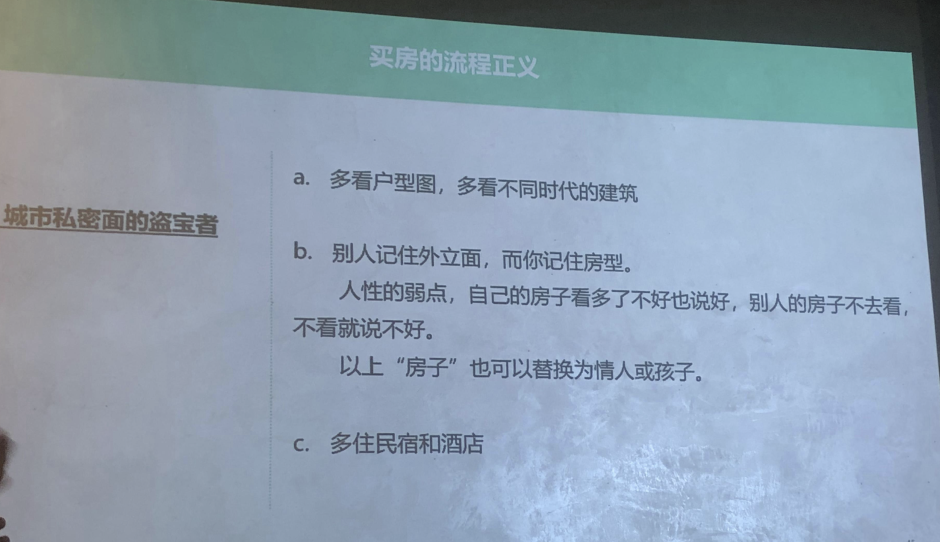 买房的流程正义
城市私密面的盗宝者
a. 多看户型图，多看不同时代的建筑
b. 别人记住外立面，而你记住房型。
人性的弱点，自己的房子看多了不好也说好，别人的房子不去看，
不看就说不好。
以上“房子”也可以替换为情人或孩子。
c. 多住民宿和酒店